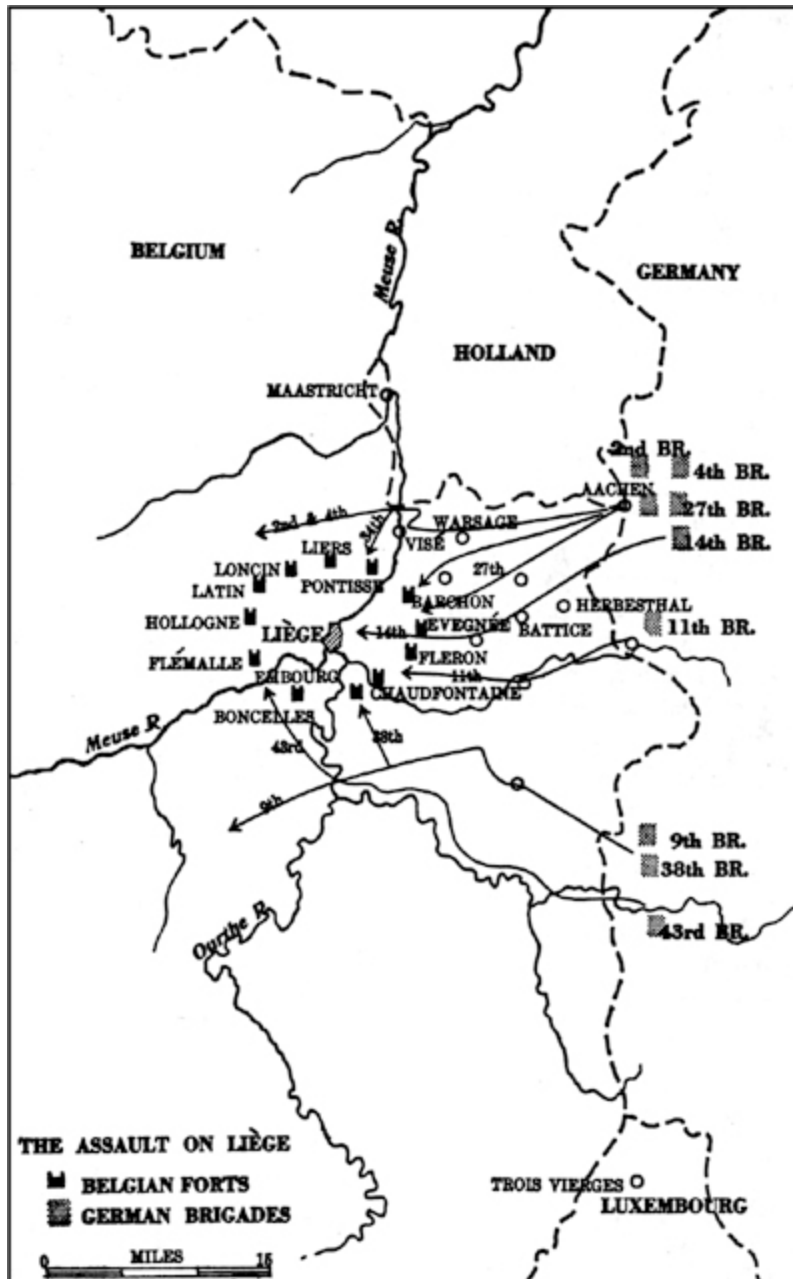 BELGIUM
Meuse R.
GERMANY
HOLLAND
MAASTRICHT
2nd BR.
4th BR.
AACHEN
27th BR.
2nd & 4th
34th
WARSAGE
14th BR.
VISÉ
LIERS
LONCIN
PONTISSE
27th
LATIN
BARCHON
HERBESTHAL
HOLLOGNE
LIÈGE
14th
EVEGNÉE
BATTICE
11th BR.
FLÉMALLE
FLERON
EMBOURG
11th
CHAUDFONTAINE
BONCELLES
Meuse R
43rd
38th
9th
9th BR.
38th BR.
43rd BR.
Ourthe R.
THE ASSAULT ON LIÈGE
BELGIAN FORTS
GERMAN BRIGADES
TROIS VIERGES
LUXEMBOURG
0 MILES 15